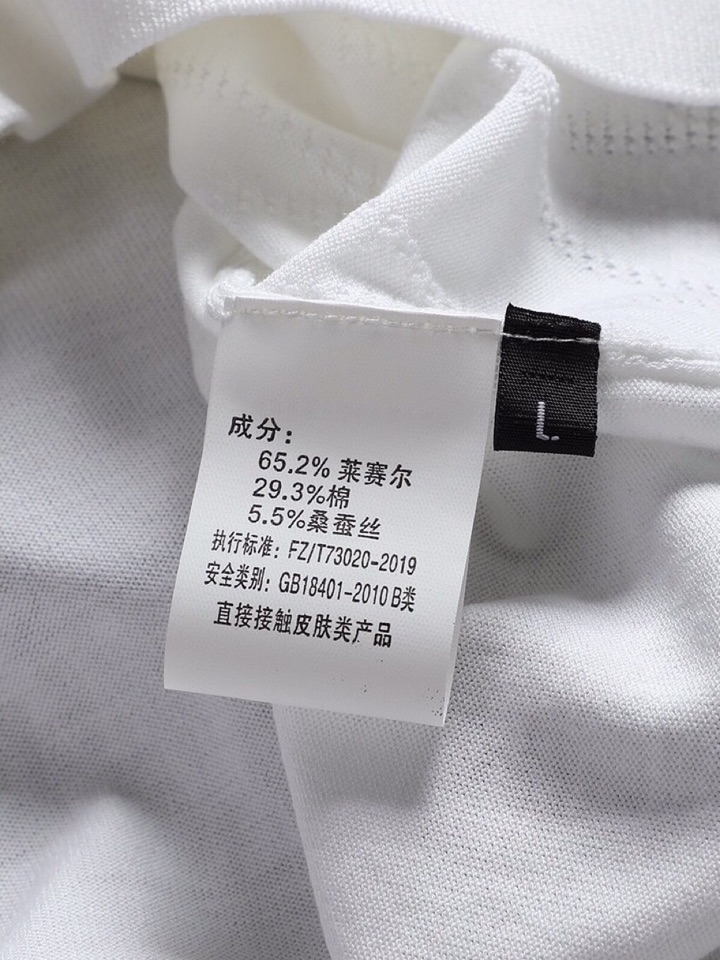 成分：
65.2% 莱赛尔
29.3%棉
5.5%桑蚕丝
执行标准：FZ/T73020-2019
安全类别：GB18401-2010 B类
直接接触皮肤类产品
L